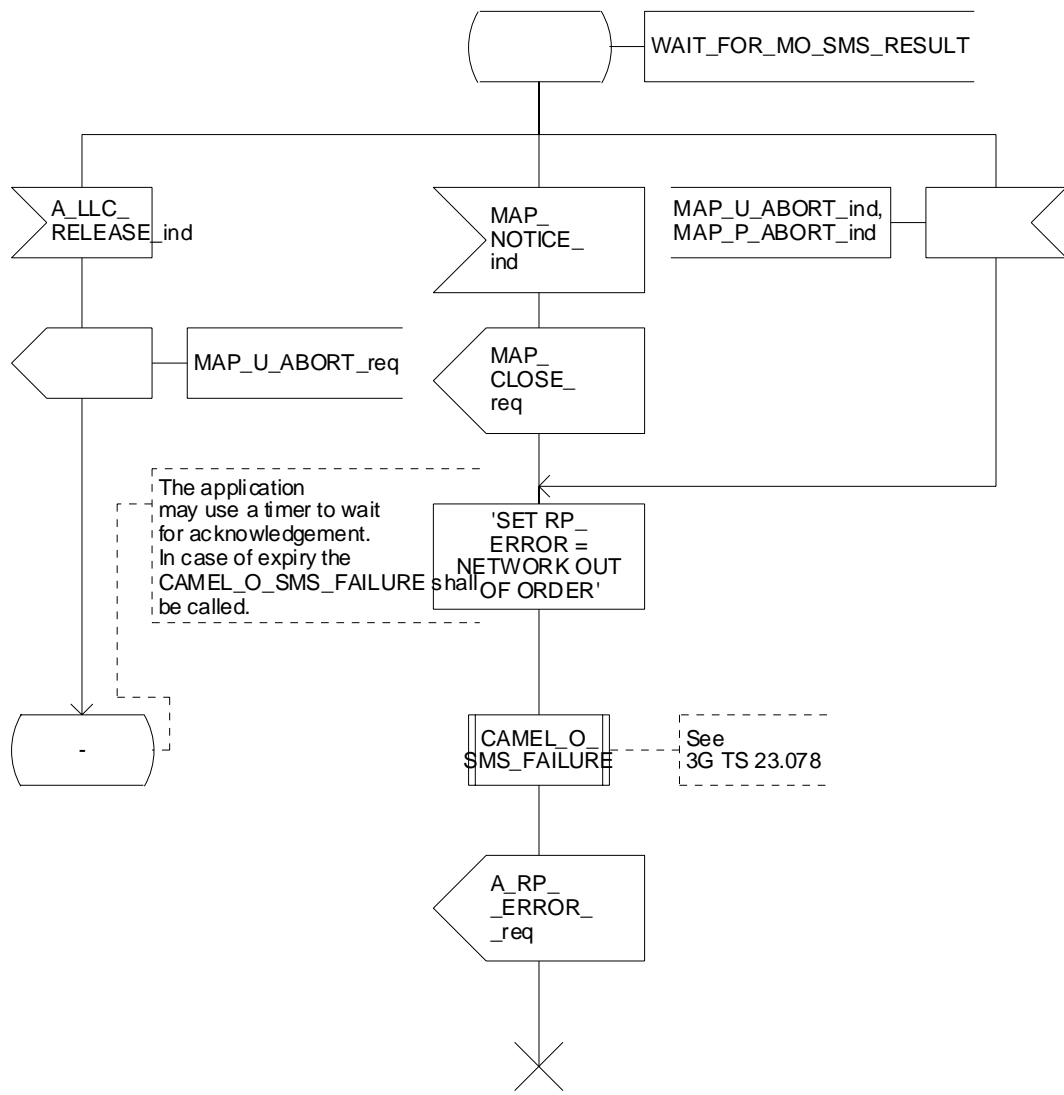 WAIT_FOR_MO_SMS_RESULT
A_LLC_
RELEASE_ind
MAP_
NOTICE_
ind
MAP_U_ABORT_ind,
MAP_P_ABORT_ind
MAP_U_ABORT_req
MAP_
CLOSE_
req
The application
may use a timer to wait
for acknowledgement.
In case of expiry the
CAMEL_O_SMS_FAILURE shall
be called.
'SET RP_
ERROR =
NETWORK OUT
OF ORDER'
-
CAMEL_O_
SMS_FAILURE
See
3G TS 23.078
A_RP_
_ERROR_
_req